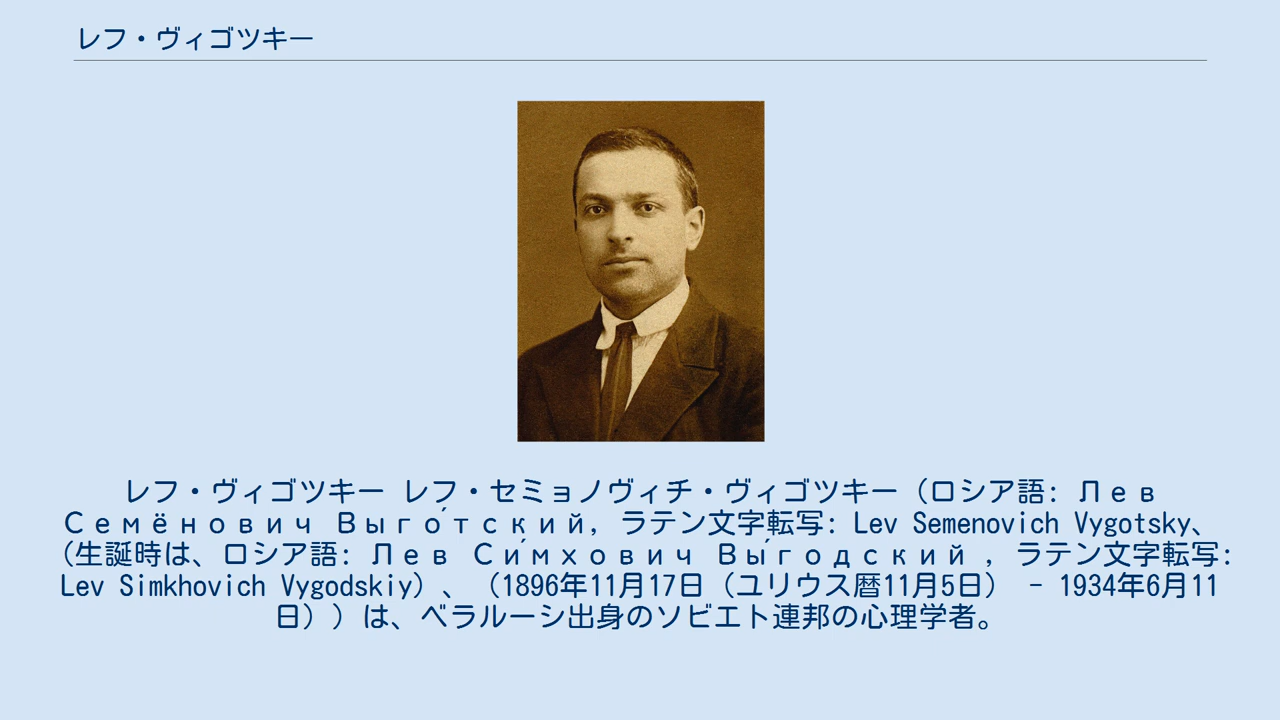 レフ・ヴィゴツキー
レフ・ヴィゴツキー レフ・セミョノヴィチ・ヴィゴツキー（ロシア語: Лев
Семёнович Выго́тский, ラテン文字転写: Lev Semenovich Vygotsky、
(生誕時は、ロシア語: Лев Си́мхович Вы́годский , ラテン文字転写:
Lev Simkhovich Vygodskiy）、（1896年11月17日（ユリウス暦11月5日） - 1934年6月11
日））は、ベラルーシ出身のソビエト連邦の心理学者。